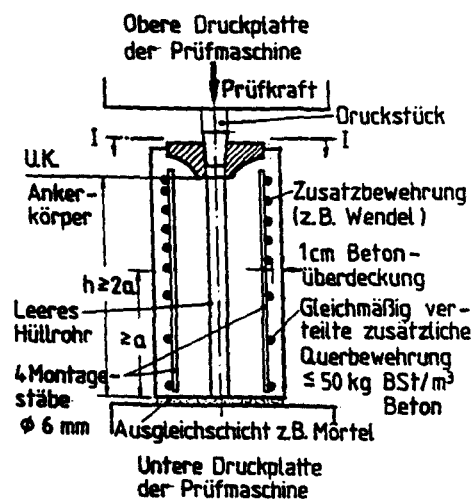 Obere Druckplatte
der Prüfmaschine
Prüfkraft
Druckstück
I
I
U.K.
Anker-
körper
Zusatzbewehrung
(z.B. Wendel)
1cm Beton-
überdeckung
h≥2a
≥a
Leeres
Hüllrohr
Gleichmäßig ver-
teilte zusätzliche
Querbewehrung
≤ 50 kg BSt/m³
Beton
4 Montage-
stäbe
ϕ 6 mm
Ausgleichschicht z.B. Mörtel
Untere Druckplatte
der Prüfmaschine